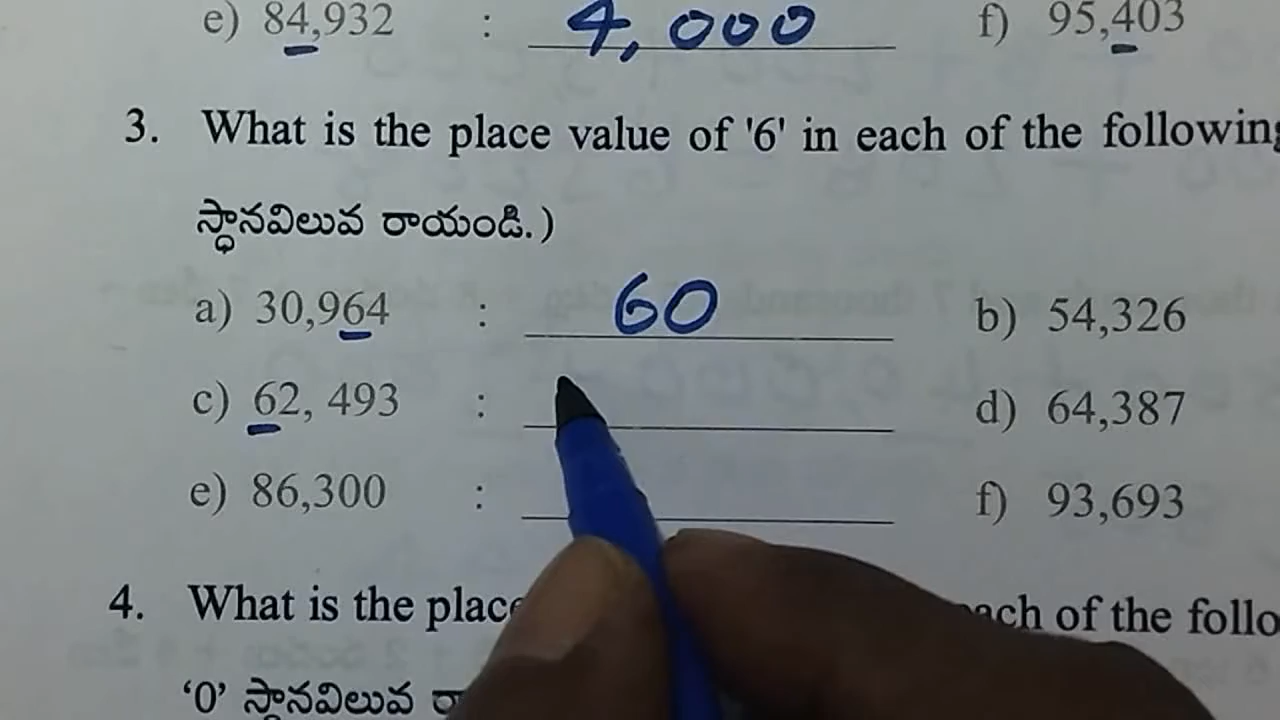 e) 84,932 : 4,000 f) 95,403
3. What is the place value of '6' in each of the following
స్థానవిలువ రాయండి.)
a) 30,964 : 60 b) 54,326
c) 62, 493 : d) 64,387
e) 86,300 : f) 93,693
4. What is the place each of the follo
'0' స్థానవిలువ రా